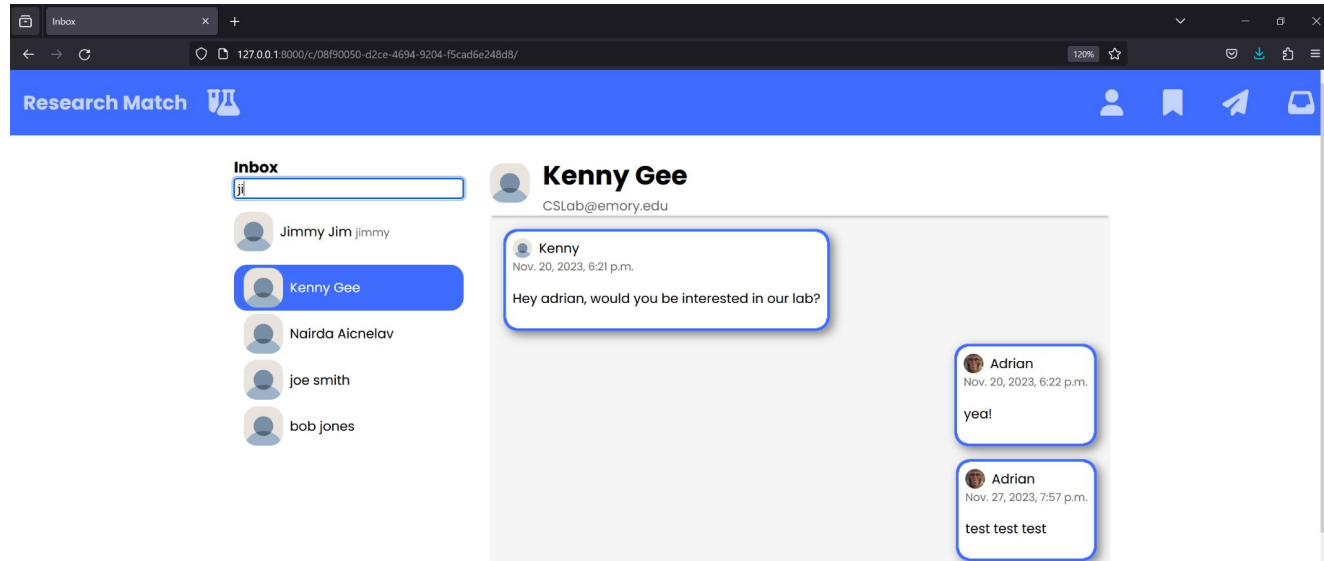 Inbox
127.0.0.1:8000/c/08f90050-d2ce-4694-9204-f5cad6e248d8/
120%
Research Match
Inbox
ji
Jimmy Jim jimmy
Kenny Gee
Nairda Aicnelav
joe smith
bob jones
Kenny Gee
CSLab@emory.edu
Kenny
Nov. 20, 2023, 6:21 p.m.
Hey adrian, would you be interested in our lab?
Adrian
Nov. 20, 2023, 6:22 p.m.
yea!
Adrian
Nov. 27, 2023, 7:57 p.m.
test test test